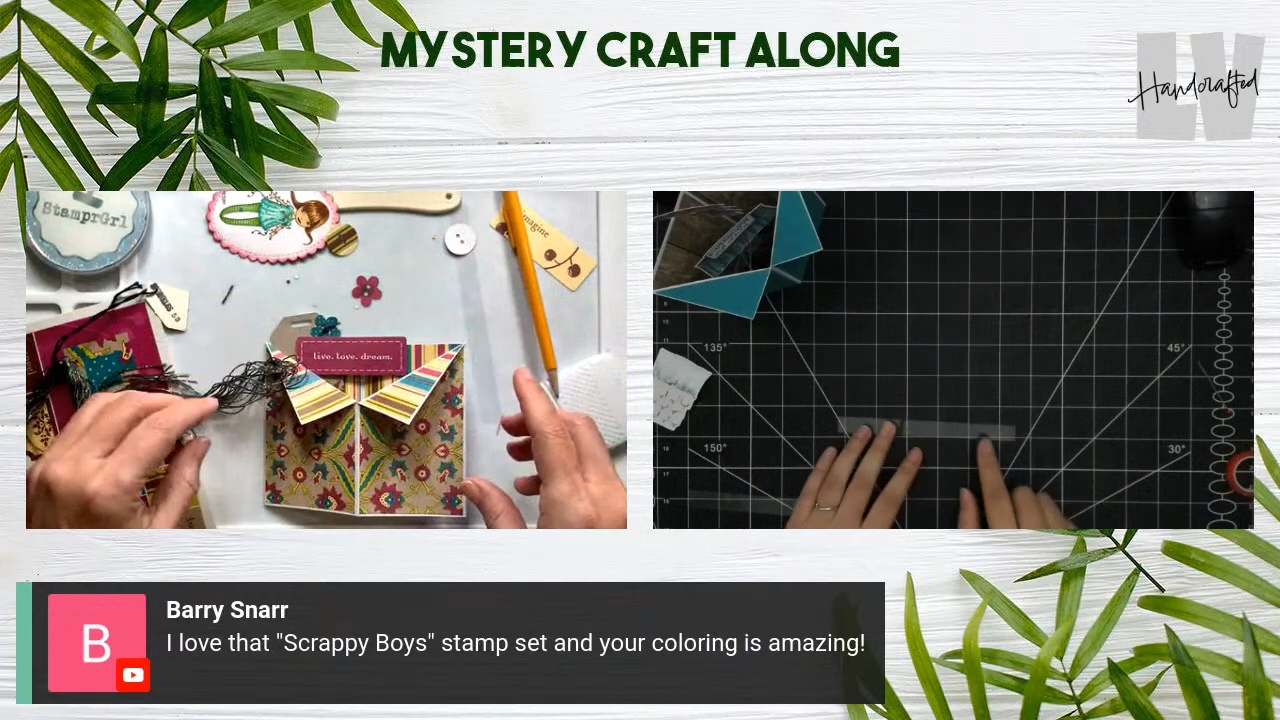 MYSTERY CRAFT ALONG
Handcrafted
StamprGrl
imagine
live. love. dream.
135°
45°
150°
30°
B
Barry Snarr
I love that "Scrappy Boys" stamp set and your coloring is amazing!